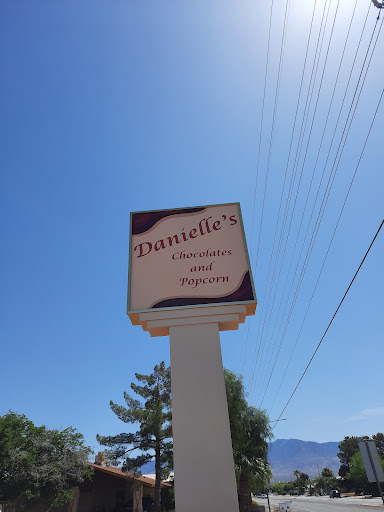 Danielle's
Chocolates
and
Popcorn